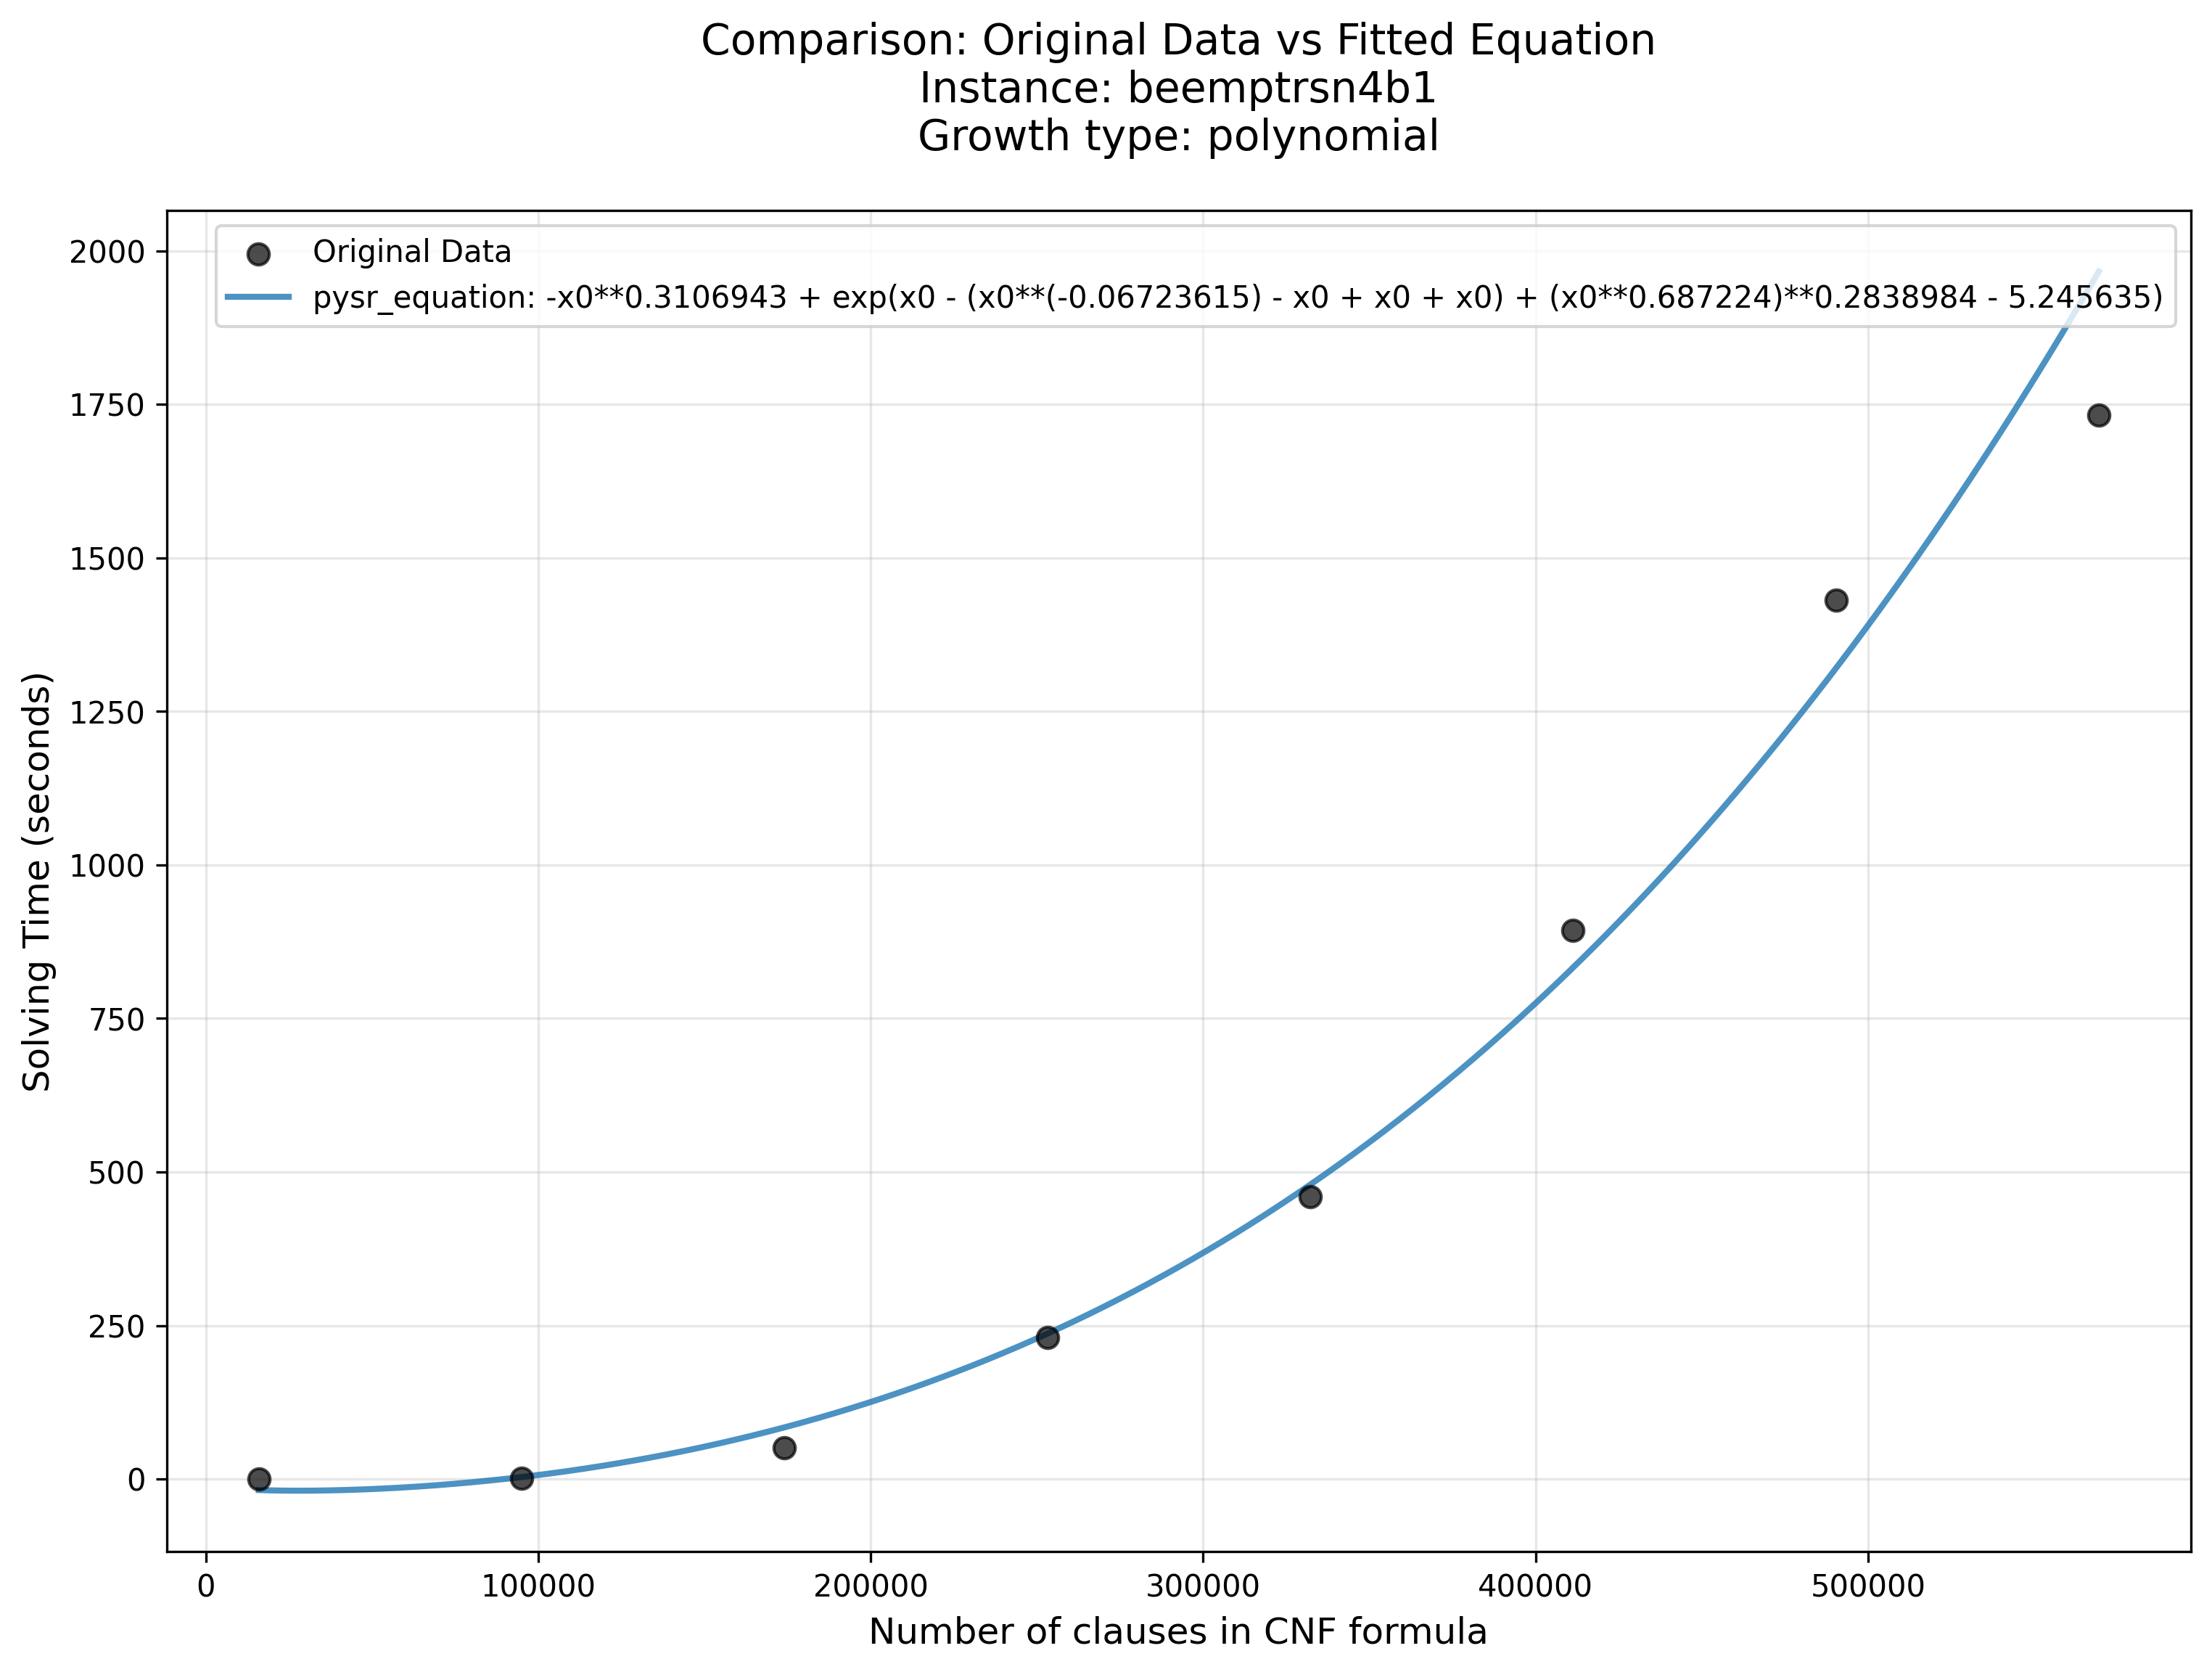 Comparison: Original Data vs Fitted Equation
Instance: beemptrsn4b1
Growth type: polynomial
Original Data
pysr_equation: -x0**0.3106943 + exp(x0 - (x0**(-0.06723615) - x0 + x0 + x0) + (x0**0.687224)**0.2838984 - 5.245635)
2000
1750
1500
1250
1000
750
500
250
0
Solving Time (seconds)
0
100000
200000
300000
400000
500000
Number of clauses in CNF formula